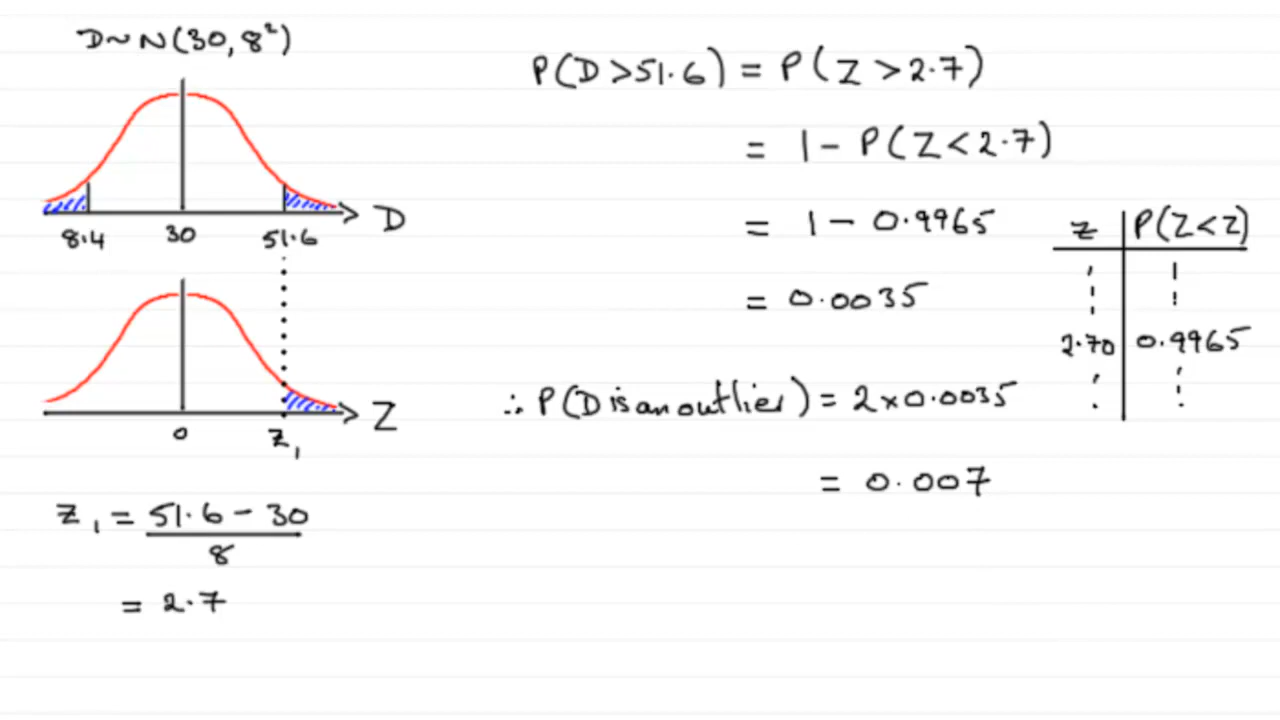 D~N(30,8²)
8.4 30 51.6 D
0 z₁ Z
z₁ = 51.6 - 30
8
= 2.7
P(D>51.6) = P(Z>2.7)
= 1 - P(Z<2.7)
= 1 - 0.9965
= 0.0035
∴ P(D is an outlier) = 2×0.0035
= 0.007
z P(Z<z)
2.70 0.9965